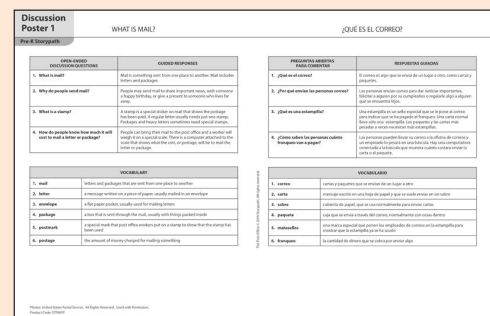 Discussion
Poster 1
Pre-K Storypath
WHAT IS MAIL?
¿QUÉ ES EL CORREO?
OPEN-ENDED
DISCUSSION QUESTIONS
GUIDED RESPONSES
1. What is mail?
Mail is something sent from one place to another. Mail includes
letters and packages.
2. Why do people send mail?
People may send mail to share important news, wish someone
a happy birthday, or give a present to someone who lives far
away.
3. What is a stamp?
A stamp is a special sticker on mail that shows the postage
has been paid. A regular letter usually needs just one stamp.
Packages and heavy letters sometimes need special stamps.
4. How do people know how much it will
cost to mail a letter or package?
People can bring their mail to the post office and a worker will
weigh it on a special scale. There is a computer attached to the
scale that shows what the cost, or postage, will be to mail the
letter or package.
VOCABULARY
1. mail
letters and packages that are sent from one place to another
2. letter
a message written on a piece of paper, usually mailed in an envelope
3. envelope
a flat paper pocket, usually used for mailing letters
4. package
a box that is sent through the mail, usually with things packed inside
5. postmark
a special mark that post office workers put on a stamp to show that the stamp has
been used
6. postage
the amount of money charged for mailing something
PREGUNTAS ABIERTAS
PARA COMENTAR
RESPUESTAS GUIADAS
1. ¿Qué es el correo?
El correo es algo que se envía de un lugar a otro, como cartas y
paquetes.
2. ¿Por qué envían las personas correo?
Las personas envían correo para dar noticias importantes,
felicitar a alguien por su cumpleaños o regalarle algo a alguien
que se encuentra lejos.
3. ¿Qué es una estampilla?
Una estampilla es un sello especial que se le pone al correo
para indicar que se ha pagado el franqueo. Una carta normal
lleva sólo una estampilla. Los paquetes y las cartas más
pesadas a veces necesitan más estampillas.
4. ¿Cómo saben las personas cuánto
franqueo van a pagar?
Las personas pueden llevar su correo a la oficina de correos y
un empleado lo pesará en una báscula. Hay una computadora
conectada a la báscula que muestra cuánto costará enviar la
carta o el paquete.
VOCABULARIO
1. correo
cartas y paquetes que se envían de un lugar a otro
2. carta
mensaje escrito en una hoja de papel y que se suele enviar en un sobre
3. sobre
cubierta de papel, que se usa normalmente para enviar cartas
4. paquete
caja que se envía a través del correo, normalmente con cosas dentro
5. matasellos
una marca especial que ponen los empleados de correos en la estampilla para
mostrar que la estampilla ya se ha usado
6. franqueo
la cantidad de dinero que se cobra por enviar algo
Photos: United States Postal Service. All Rights Reserved. Used with Permission.